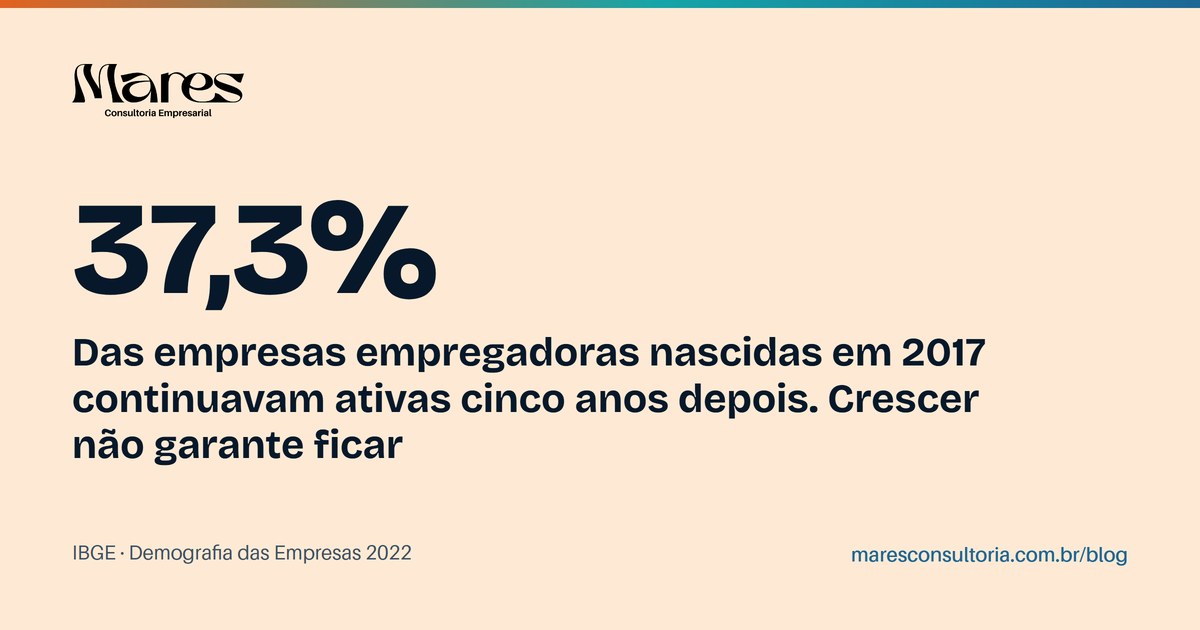 Mares
Consultoria Empresarial
37,3%
Das empresas empregadoras nascidas em 2017
continuavam ativas cinco anos depois. Crescer
não garante ficar
IBGE · Demografia das Empresas 2022
maresconsultoria.com.br/blog